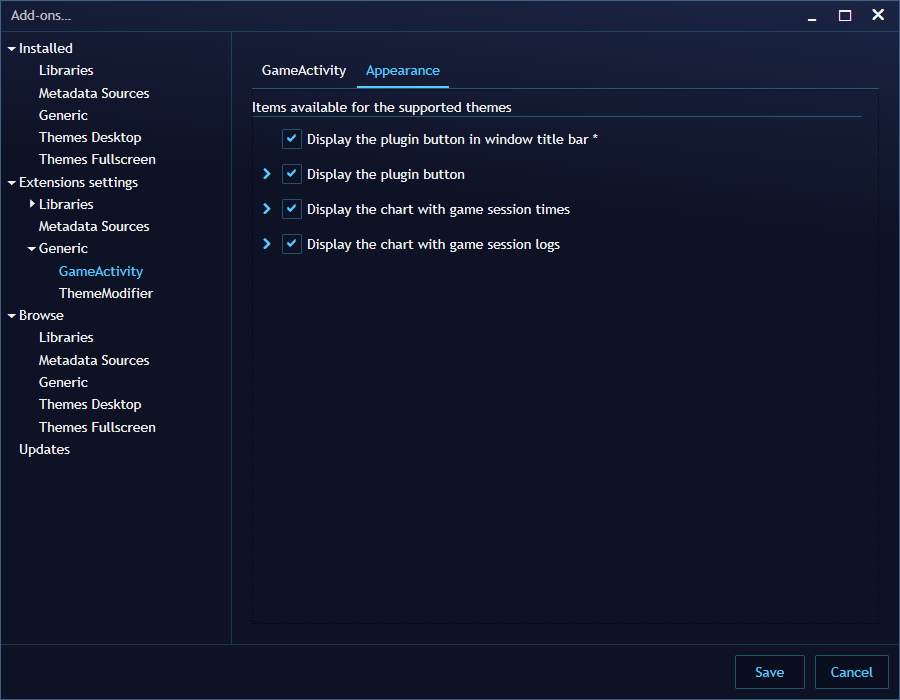 Add-ons...
Installed
Libraries
Metadata Sources
Generic
Themes Desktop
Themes Fullscreen
Extensions settings
Libraries
Metadata Sources
Generic
GameActivity
ThemeModifier
Browse
Libraries
Metadata Sources
Generic
Themes Desktop
Themes Fullscreen
Updates
GameActivity Appearance
Items available for the supported themes
Display the plugin button in window title bar *
Display the plugin button
Display the chart with game session times
Display the chart with game session logs
Save Cancel